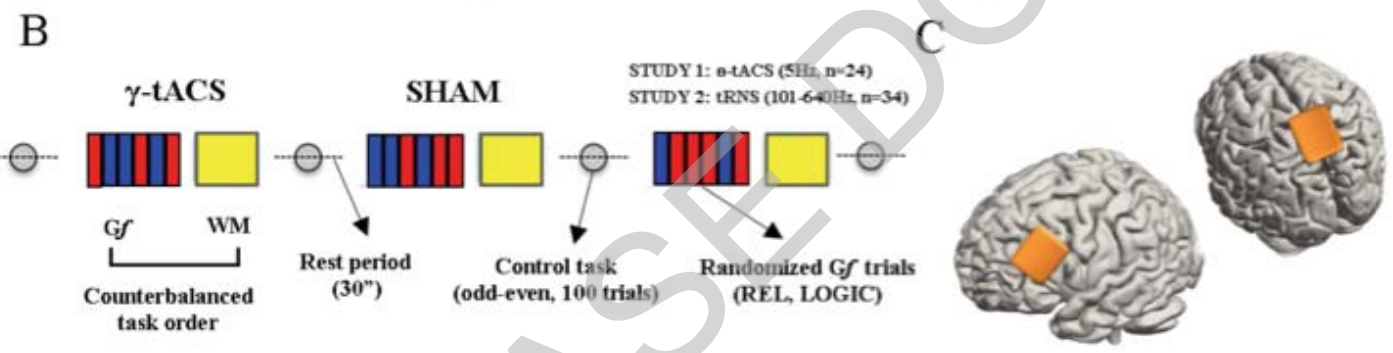 B
C
γ-tACS
SHAM
STUDY 1: ɵ-tACS (5Hz, n=24)
STUDY 2: tRNS (101-640Hz, n=34)
Gf
WM
Counterbalanced
task order
Rest period
(30”)
Control task
(odd-even, 100 trials)
Randomized Gf trials
(REL, LOGIC)